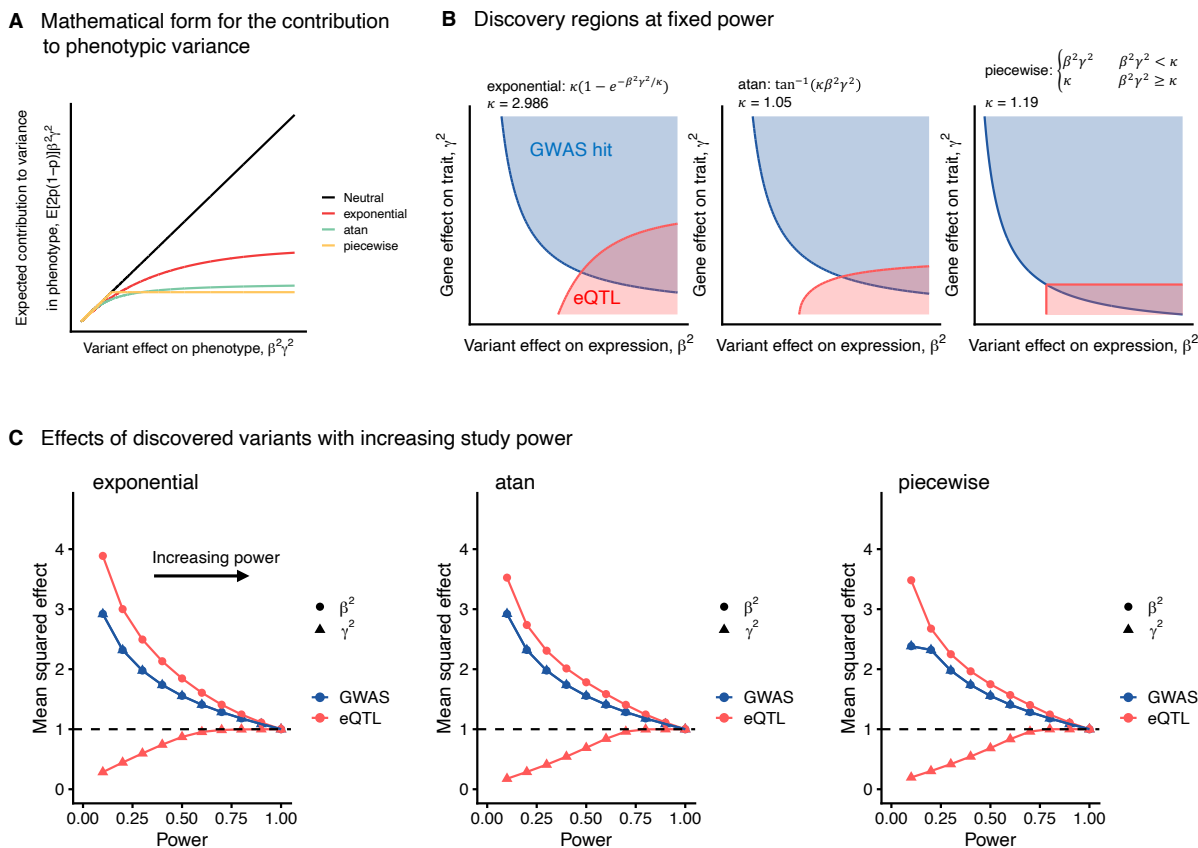 A Mathematical form for the contribution
to phenotypic variance
Expected contribution to variance
in phenotype, E[2p(1−p)]β²γ²
Variant effect on phenotype, β²γ²
Neutral
exponential
atan
piecewise
B Discovery regions at fixed power
exponential: κ(1 − e^{−β²γ²/κ})
κ = 2.986
Gene effect on trait, γ²
GWAS hit
eQTL
Variant effect on expression, β²
atan: tan⁻¹(κβ²γ²)
κ = 1.05
Gene effect on trait, γ²
Variant effect on expression, β²
piecewise: { β²γ² β²γ² < κ
κ β²γ² ≥ κ
κ = 1.19
Gene effect on trait, γ²
Variant effect on expression, β²
C Effects of discovered variants with increasing study power
exponential
Mean squared effect
4
3
2
1
0
Increasing power
0.00 0.25 0.50 0.75 1.00
Power
β²
γ²
GWAS
eQTL
atan
Mean squared effect
4
3
2
1
0
0.00 0.25 0.50 0.75 1.00
Power
β²
γ²
GWAS
eQTL
piecewise
Mean squared effect
4
3
2
1
0
0.00 0.25 0.50 0.75 1.00
Power
β²
γ²
GWAS
eQTL